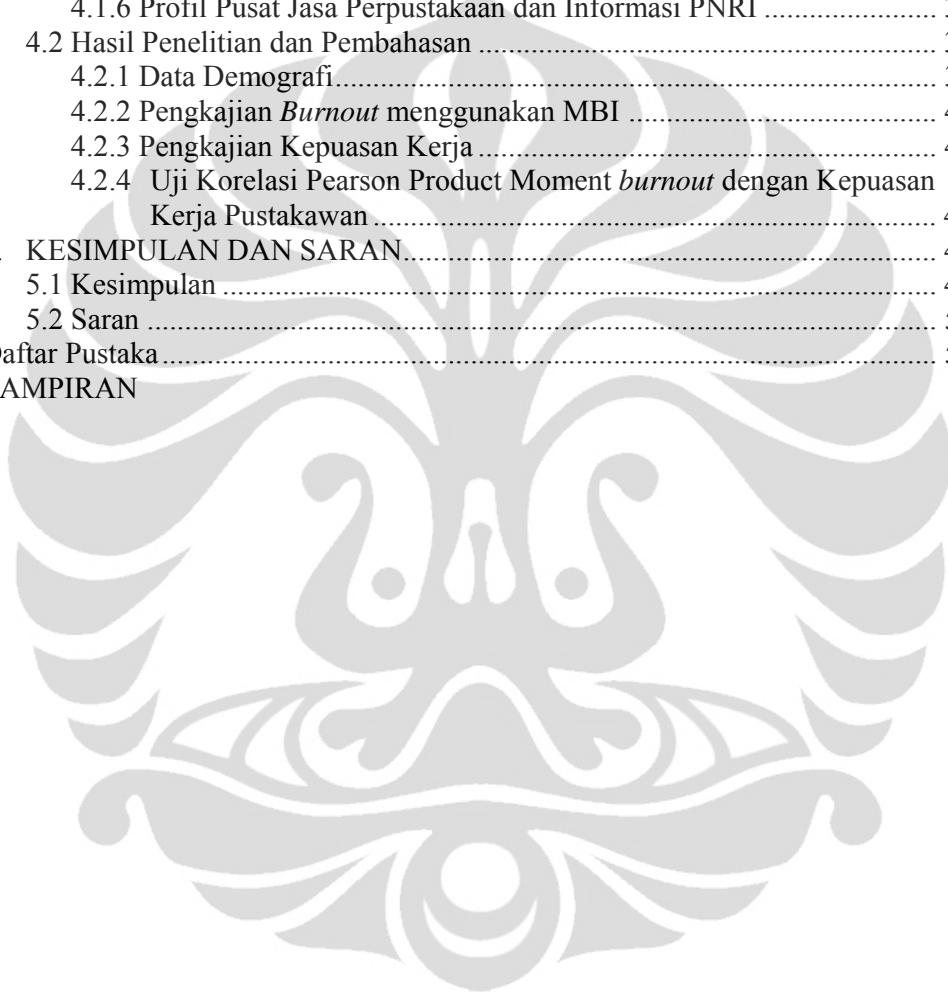 4.1.6 Profil Pusat Jasa Perpustakaan dan Informasi PNRI ..............................
4.2 Hasil Penelitian dan Pembahasan ..............................
4.2.1 Data Demografi..............................
4.2.2 Pengkajian Burnout menggunakan MBI ..............................
4.2.3 Pengkajian Kepuasan Kerja ..............................
4.2.4 Uji Korelasi Pearson Product Moment burnout dengan Kepuasan
Kerja Pustakawan ..............................
KESIMPULAN DAN SARAN..............................
5.1 Kesimpulan ..............................
5.2 Saran ..............................
aftar Pustaka ..............................
AMPIRAN